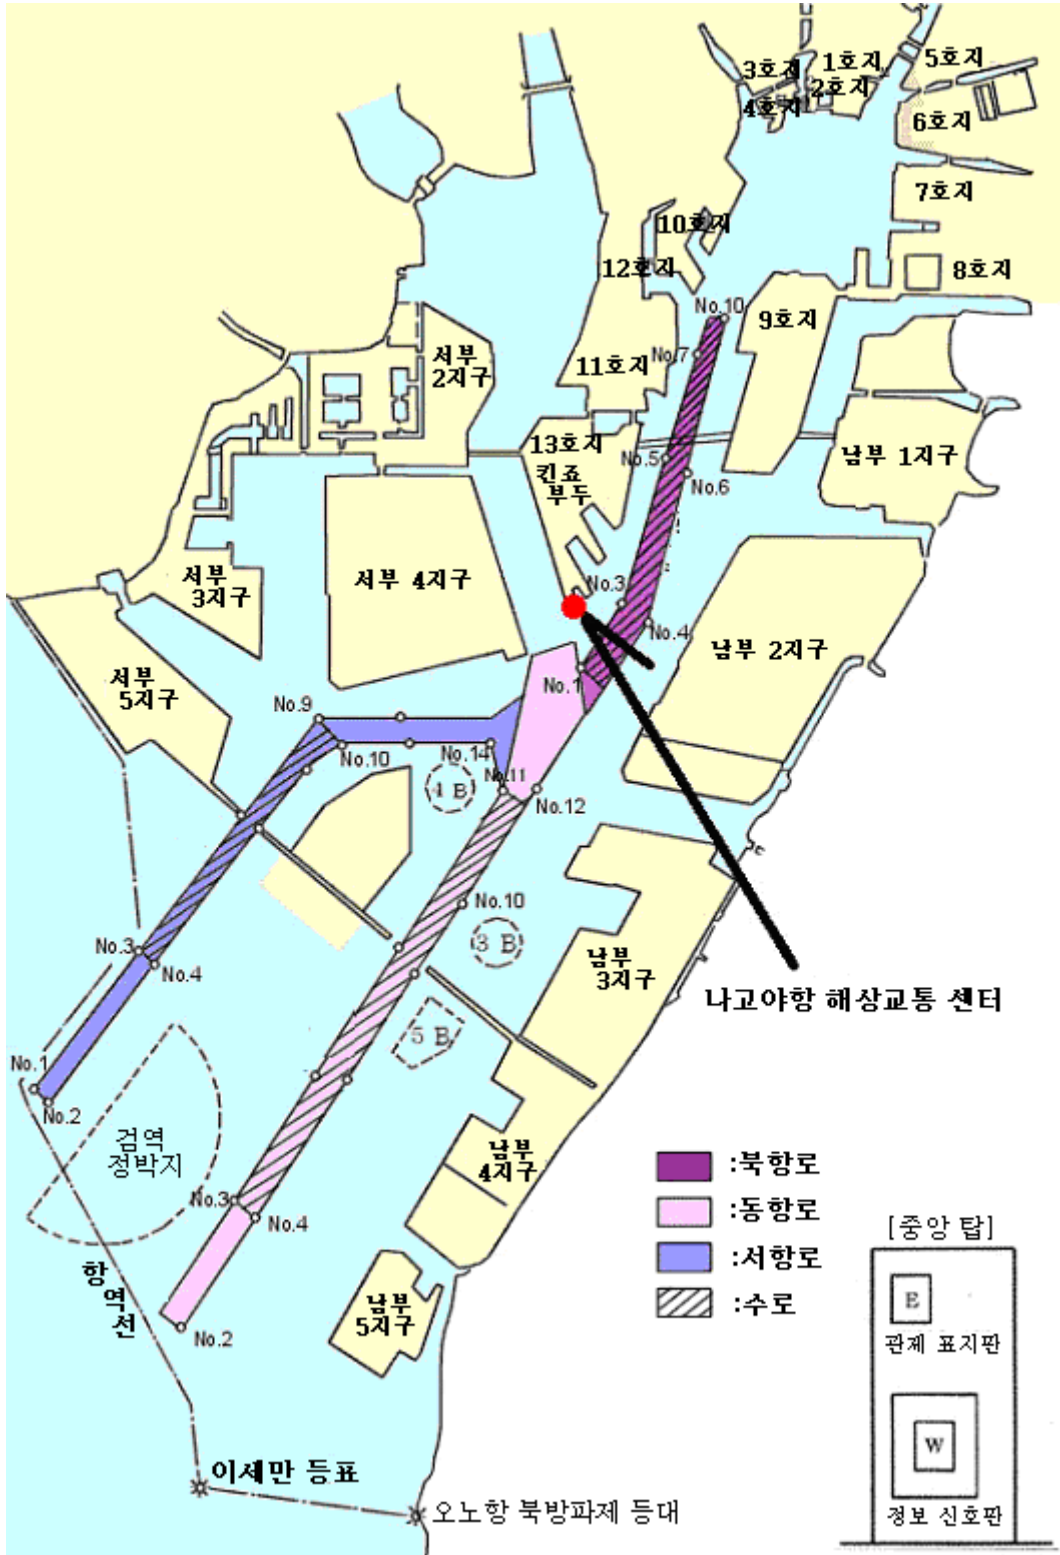 3호지
1호지
5호지
4호지
2호지
6호지
7호지
10호지
12호지
8호지
No.10
9호지
서부
2지구
No.7
11호지
13호지
킨죠
부두
No.5
No.6
남부 1지구
서부
3지구
서부 4지구
No.3
No.4
남부 2지구
서부
5지구
No.1
No.9
No.10
No.14
No.11
4 B
No.12
No.10
3 B
No.3
No.4
남부
3지구
나고야항 해상교통 센터
5 B
No.1
No.2
검역
정박지
남부
4지구
:북항로
No.3
No.4
:동항로
[중앙 탑]
항
역
선
:서항로
E
남부
5지구
:수로
No.2
관제 표지판
W
이세만 등표
오노항 북방파제 등대
정보 신호판